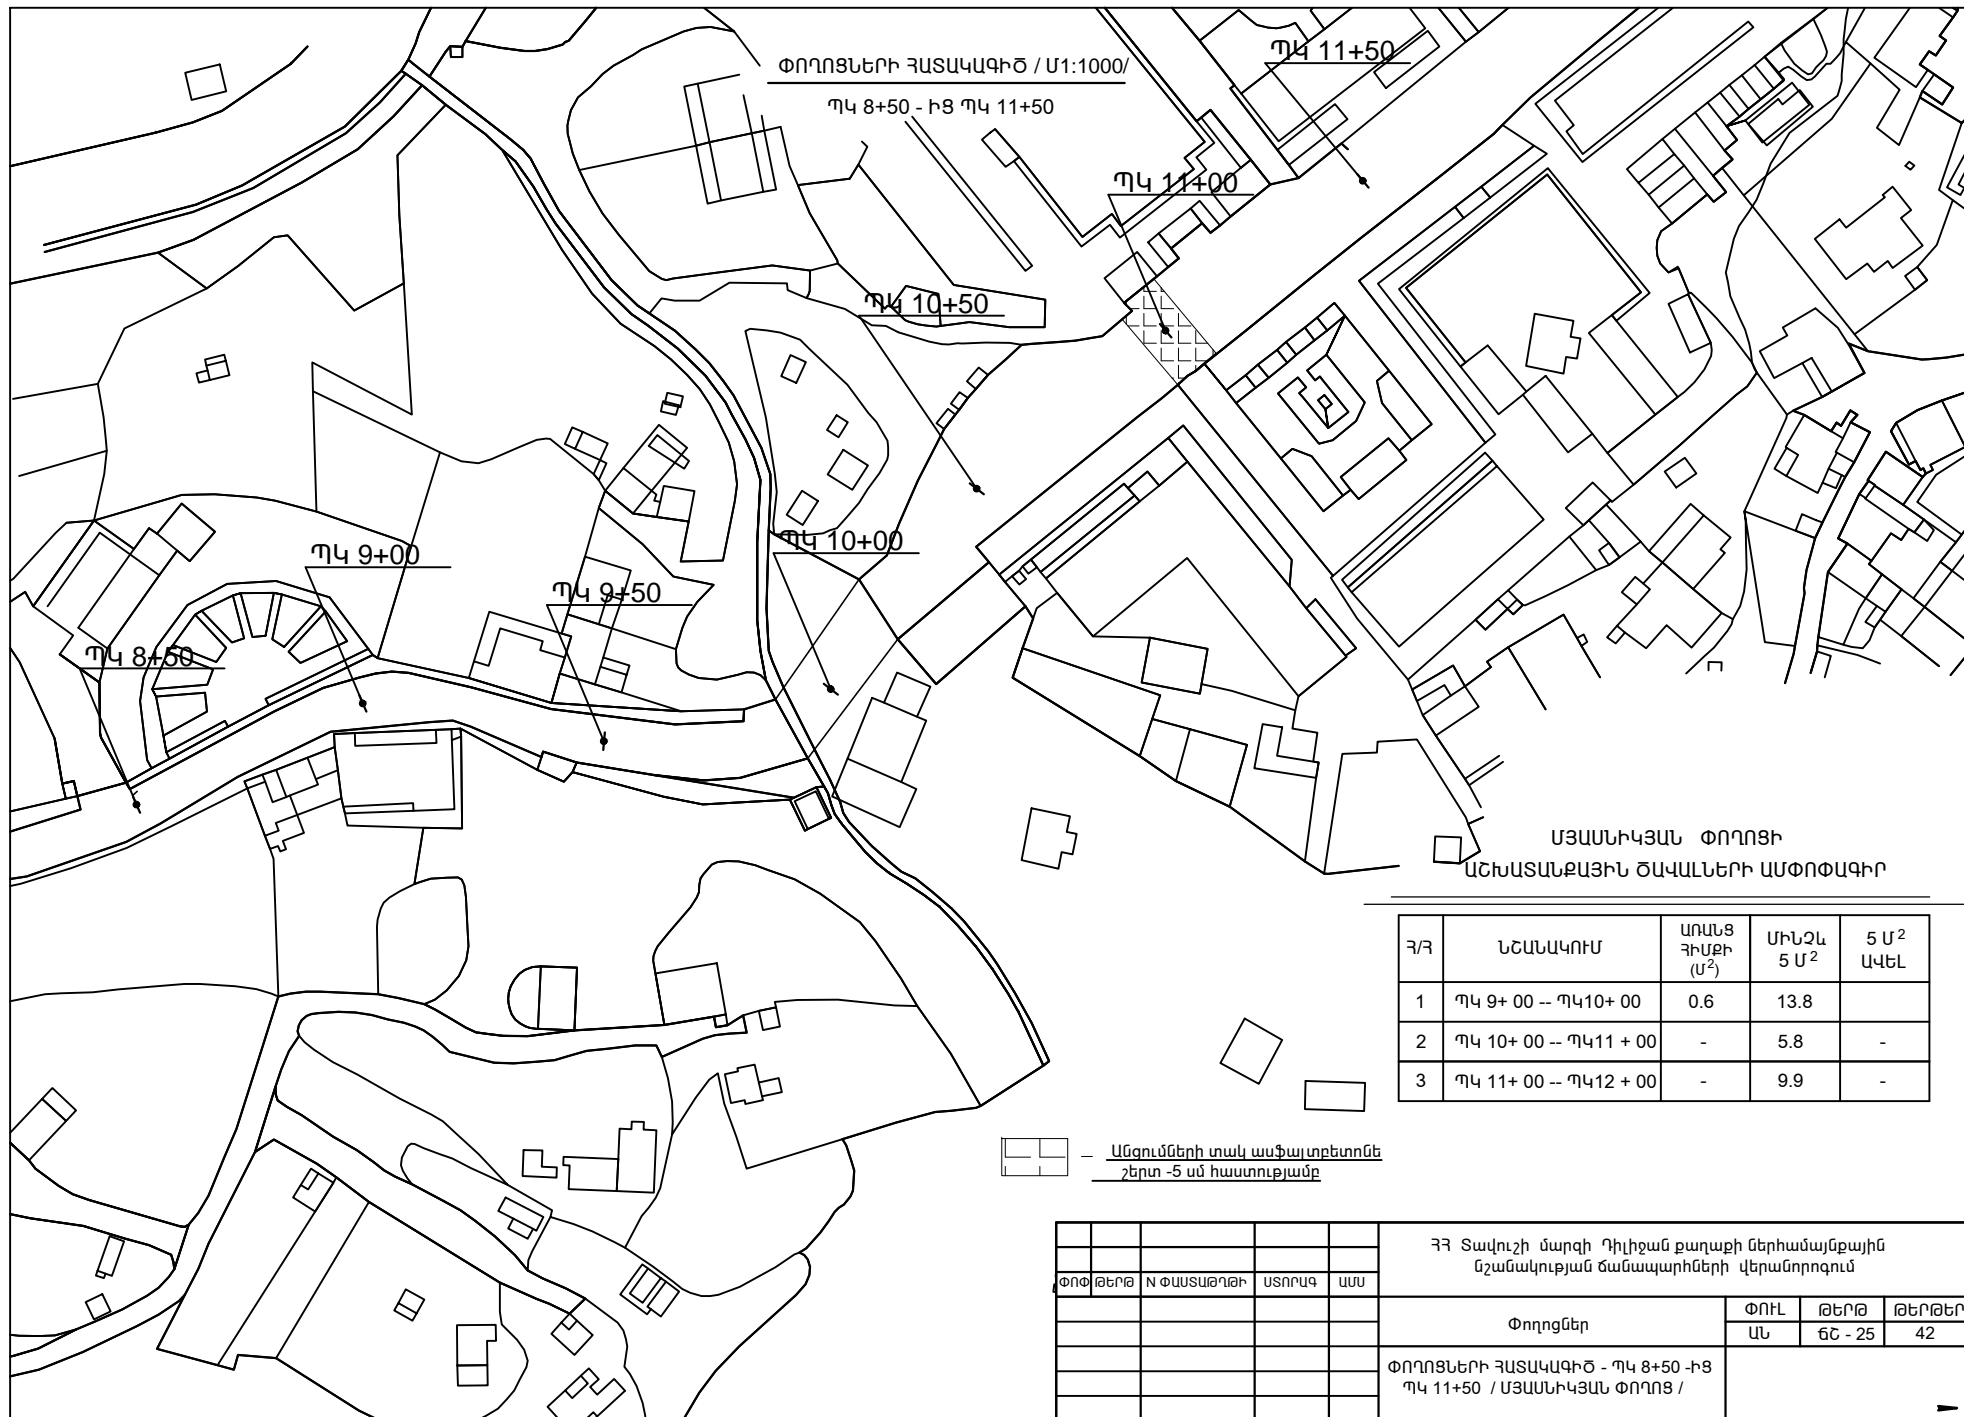 ՓՈՂՈՑՆԵՐԻ ՀԱՏԱԿԱԳԻԾ / Մ1:1000/
ՊԿ 8+50 - ԻՑ ՊԿ 11+50
ՊԿ 11+50
ՊԿ 11+00
ՊԿ 10+50
ՊԿ 10+00
ՊԿ 9+00
ՊԿ 9+50
ՊԿ 8+50
ՄՅԱՍՆԻԿՅԱՆ ՓՈՂՈՑԻ
ԱՇԽԱՏԱՆՔԱՅԻՆ ԾԱՎԱԼՆԵՐԻ ԱՄՓՈՓԱԳԻՐ
Հ/Հ ՆՇԱՆԱԿՈՒՄ ԱՌԱՆՑ ՀԻՄՔԻ (Մ²) ՄԻՆՉև 5 Մ² 5 Մ² ԱՎԵԼ
1 ՊԿ 9+ 00 -- ՊԿ10+ 00 0.6 13.8
2 ՊԿ 10+ 00 -- ՊԿ11 + 00 - 5.8 -
3 ՊԿ 11+ 00 -- ՊԿ12 + 00 - 9.9 -
– Անցումների տակ ասֆալտբետոնե
շերտ -5 սմ հաստությամբ
ՀՀ Տավուշի մարզի Դիլիջան քաղաքի ներհամայնքային
նշանակության ճանապարհների վերանորոգում
ՓՈՓ ԹԵՐԹ N ՓԱՍՏԱԹՂԹԻ ՍՏՈՐԱԳ ԱՄՍ
Փողոցներ
ՓՈՒԼ ԹԵՐԹ ԹԵՐԹԵՐ
ԱՆ ՃՇ - 25 42
ՓՈՂՈՑՆԵՐԻ ՀԱՏԱԿԱԳԻԾ - ՊԿ 8+50 -ԻՑ
ՊԿ 11+50 / ՄՅԱՍՆԻԿՅԱՆ ՓՈՂՈՑ /